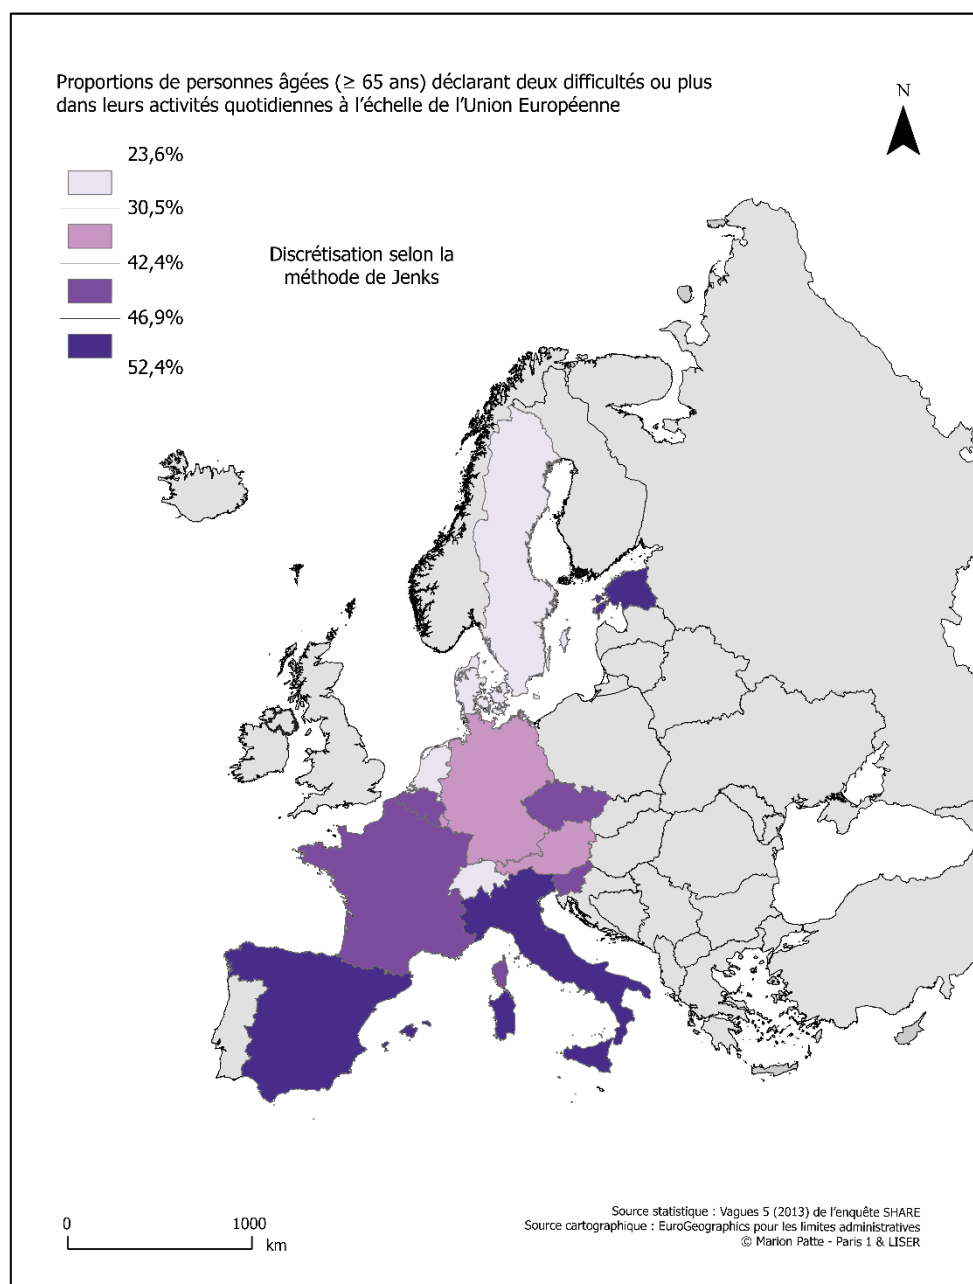 Proportions de personnes âgées (≥ 65 ans) déclarant deux difficultés ou plus
dans leurs activités quotidiennes à l'échelle de l'Union Européenne
N
23,6%
30,5%
42,4%
46,9%
52,4%
Discrétisation selon la
méthode de Jenks
0
1000
km
Source statistique : Vagues 5 (2013) de l'enquête SHARE
Source cartographique : EuroGeographics pour les limites administratives
© Marion Patte - Paris 1 & LISER